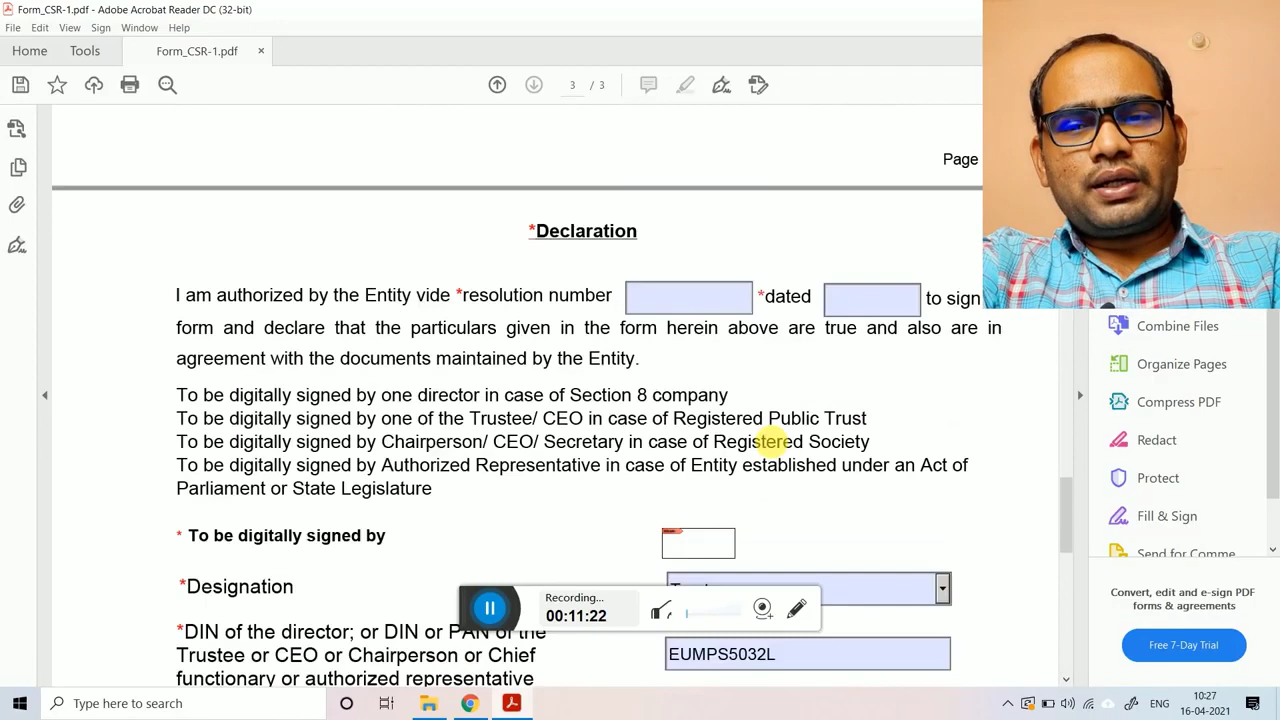 Form_CSR-1.pdf - Adobe Acrobat Reader DC (32-bit)
File Edit View Sign Window Help
Home Tools Form_CSR-1.pdf ×
3 / 3
Page
*Declaration
I am authorized by the Entity vide *resolution number *dated to sign
form and declare that the particulars given in the form herein above are true and also are in
agreement with the documents maintained by the Entity.
To be digitally signed by one director in case of Section 8 company
To be digitally signed by one of the Trustee/ CEO in case of Registered Public Trust
To be digitally signed by Chairperson/ CEO/ Secretary in case of Registered Society
To be digitally signed by Authorized Representative in case of Entity established under an Act of
Parliament or State Legislature
* To be digitally signed by
*Designation
*DIN of the director; or DIN or PAN of the
Trustee or CEO or Chairperson or Chief
functionary or authorized representative
EUMPS5032L
Recording...
00:11:22
Combine Files
Organize Pages
Compress PDF
Redact
Protect
Fill & Sign
Send for Comme
Convert, edit and e-sign PDF
forms & agreements
Free 7-Day Trial
Type here to search
ENG
10:27
16-04-2021